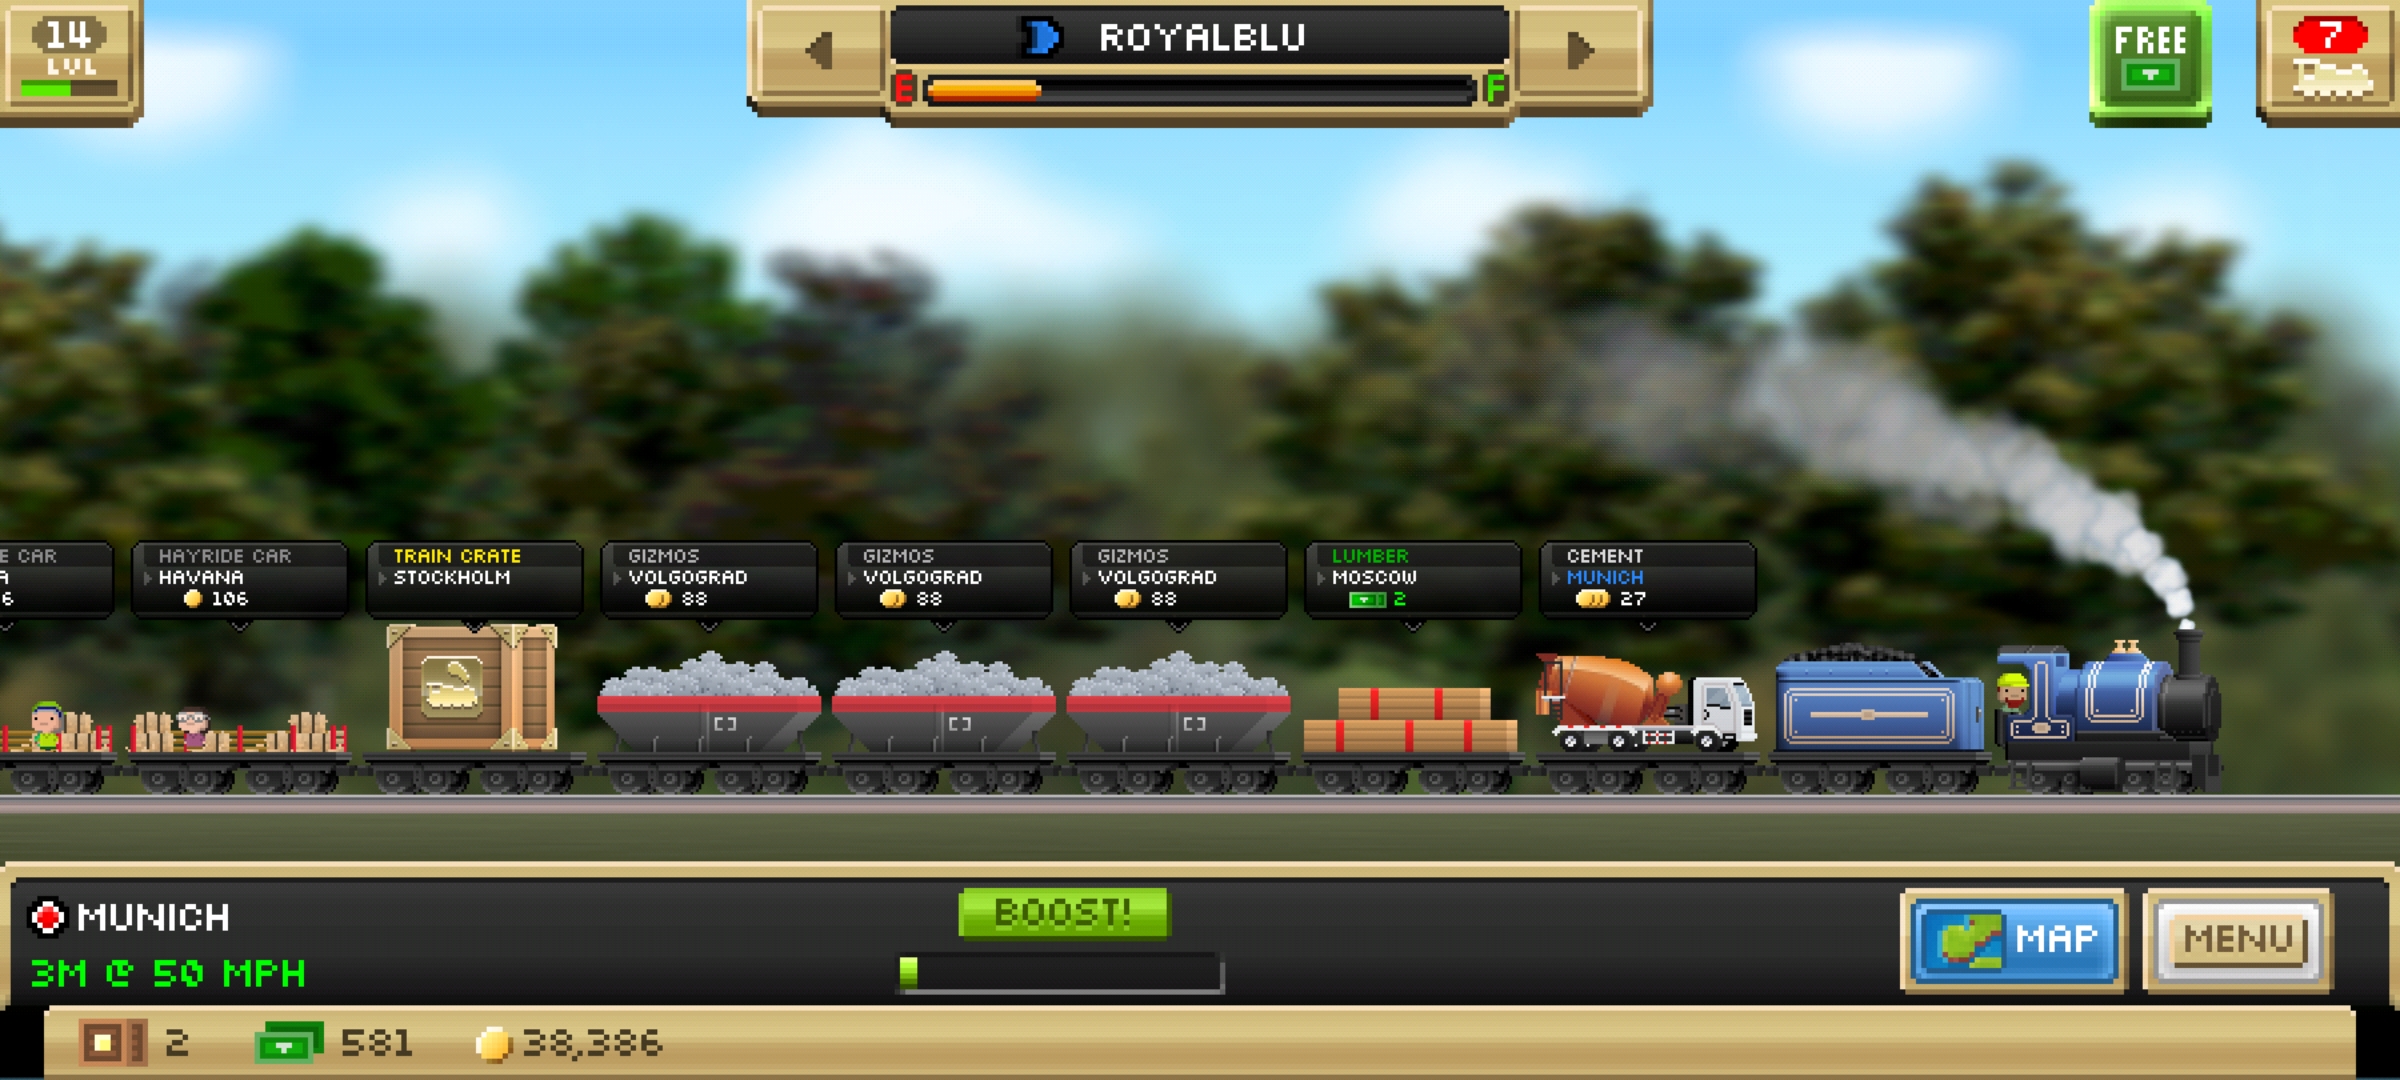 14
LVL
ROYALBLU
E F
FREE
7
E CAR
A
6
HAYRIDE CAR
HAVANA
106
TRAIN CRATE
STOCKHOLM
GIZMOS
VOLGOGRAD
88
GIZMOS
VOLGOGRAD
88
GIZMOS
VOLGOGRAD
88
LUMBER
MOSCOW
2
CEMENT
MUNICH
27
MUNICH
3M @ 50 MPH
BOOST!
MAP
MENU
2
581
38,386